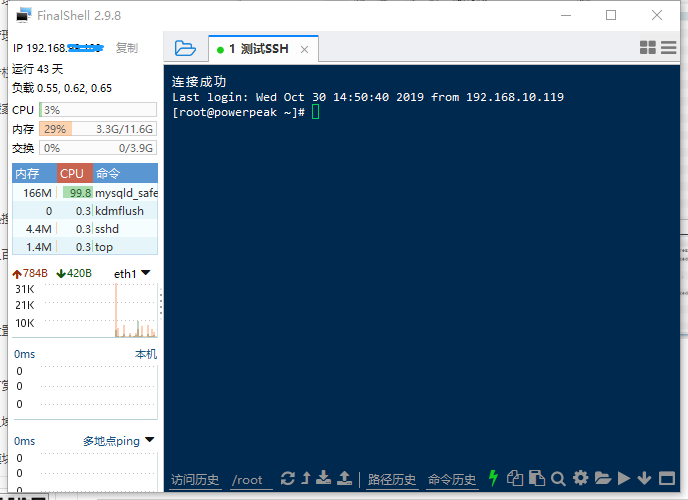 FinalShell 2.9.8
IP 192.168. 复制
运行 43 天
负载 0.55, 0.62, 0.65
CPU 3%
内存 29% 3.3G/11.6G
交换 0% 0/3.9G
内存 CPU 命令
166M 99.8 mysqld_safe
0 0.3 kdmflush
4.4M 0.3 sshd
1.4M 0.3 top
784B 420B eth1
31K
21K
10K
0ms 本机
0
0
0
0ms 多地点ping
0
0
1 测试SSH
连接成功
Last login: Wed Oct 30 14:50:40 2019 from 192.168.10.119
[root@powerpeak ~]#
访问历史 /root 路径历史 命令历史